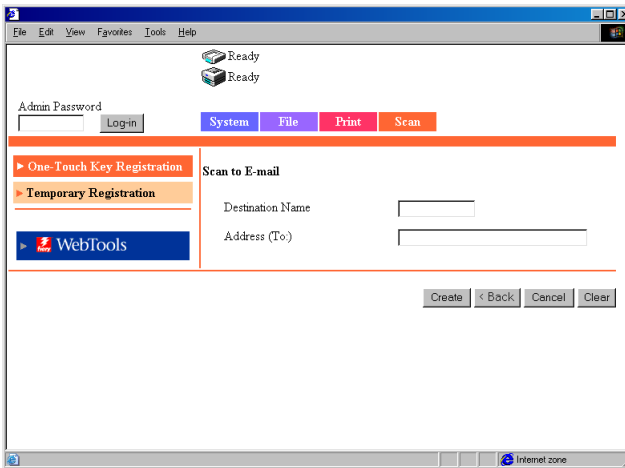 File Edit View Favorites Tools Help
Ready
Ready
Admin Password
Log-in
System File Print Scan
One-Touch Key Registration
Temporary Registration
Scan to E-mail
Destination Name
Address (To:)
WebTools
Create < Back Cancel Clear
Internet zone